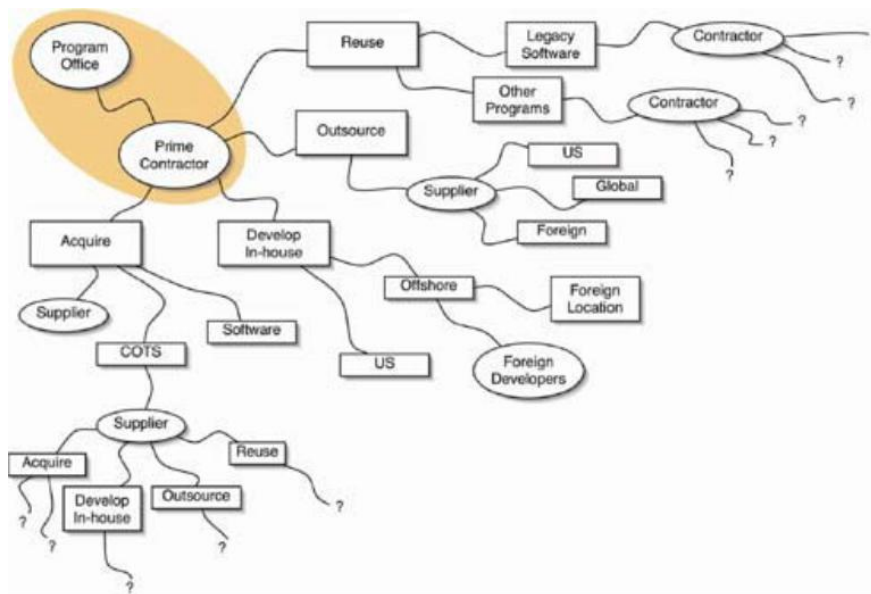 Program
Office
Prime
Contractor
Reuse
Legacy
Software
Contractor
?
?
Other
Programs
Contractor
?
?
?
Outsource
Supplier
US
Global
Foreign
Acquire
Develop
In-house
Supplier
Software
COTS
Offshore
Foreign
Location
US
Foreign
Developers
Supplier
Acquire
?
?
Develop
In-house
?
Outsource
?
Reuse
?